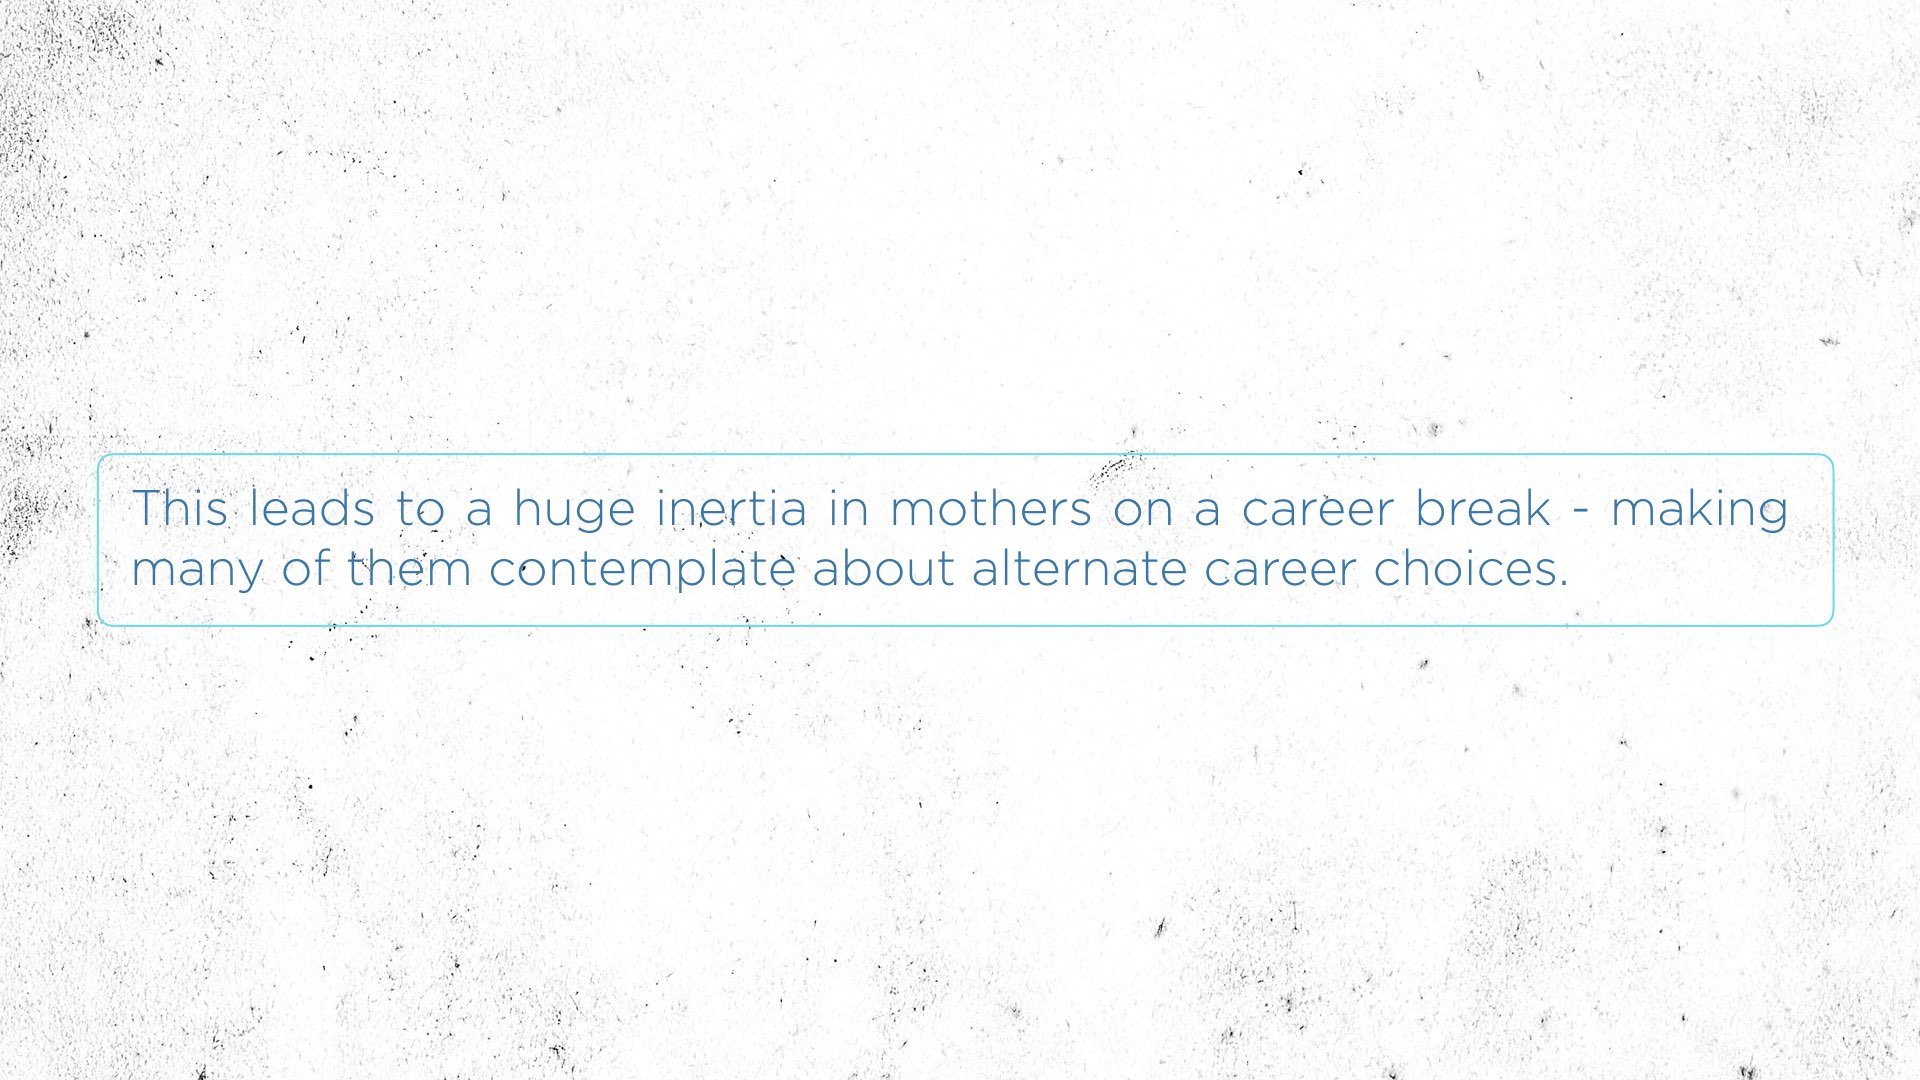 This leads to a huge inertia in mothers on a career break - making
many of them contemplate about alternate career choices.